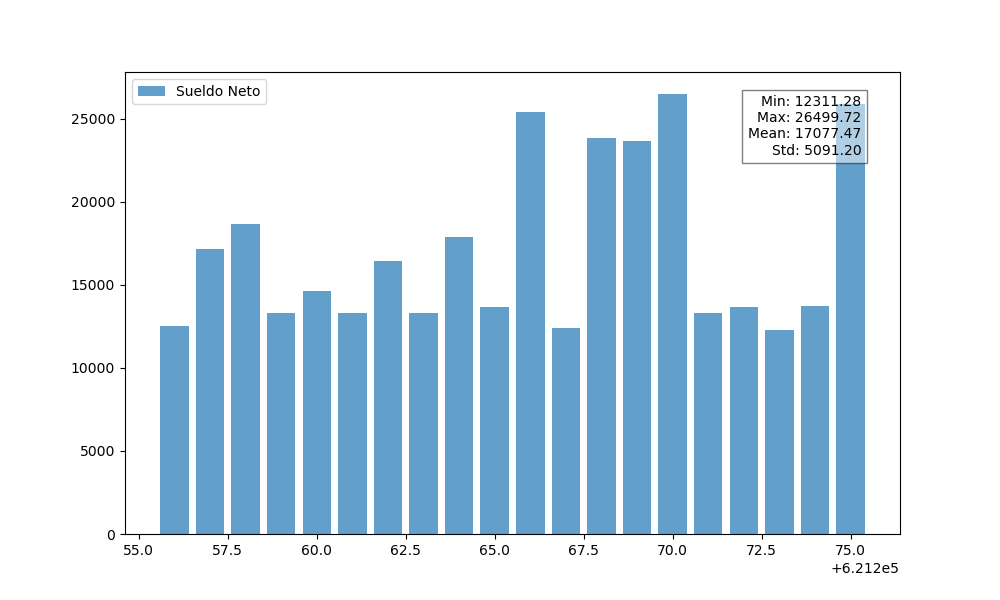 Sueldo Neto
Min: 12311.28
Max: 26499.72
Mean: 17077.47
Std: 5091.20
25000
20000
15000
10000
5000
0
55.0 57.5 60.0 62.5 65.0 67.5 70.0 72.5 75.0
+6.212e5